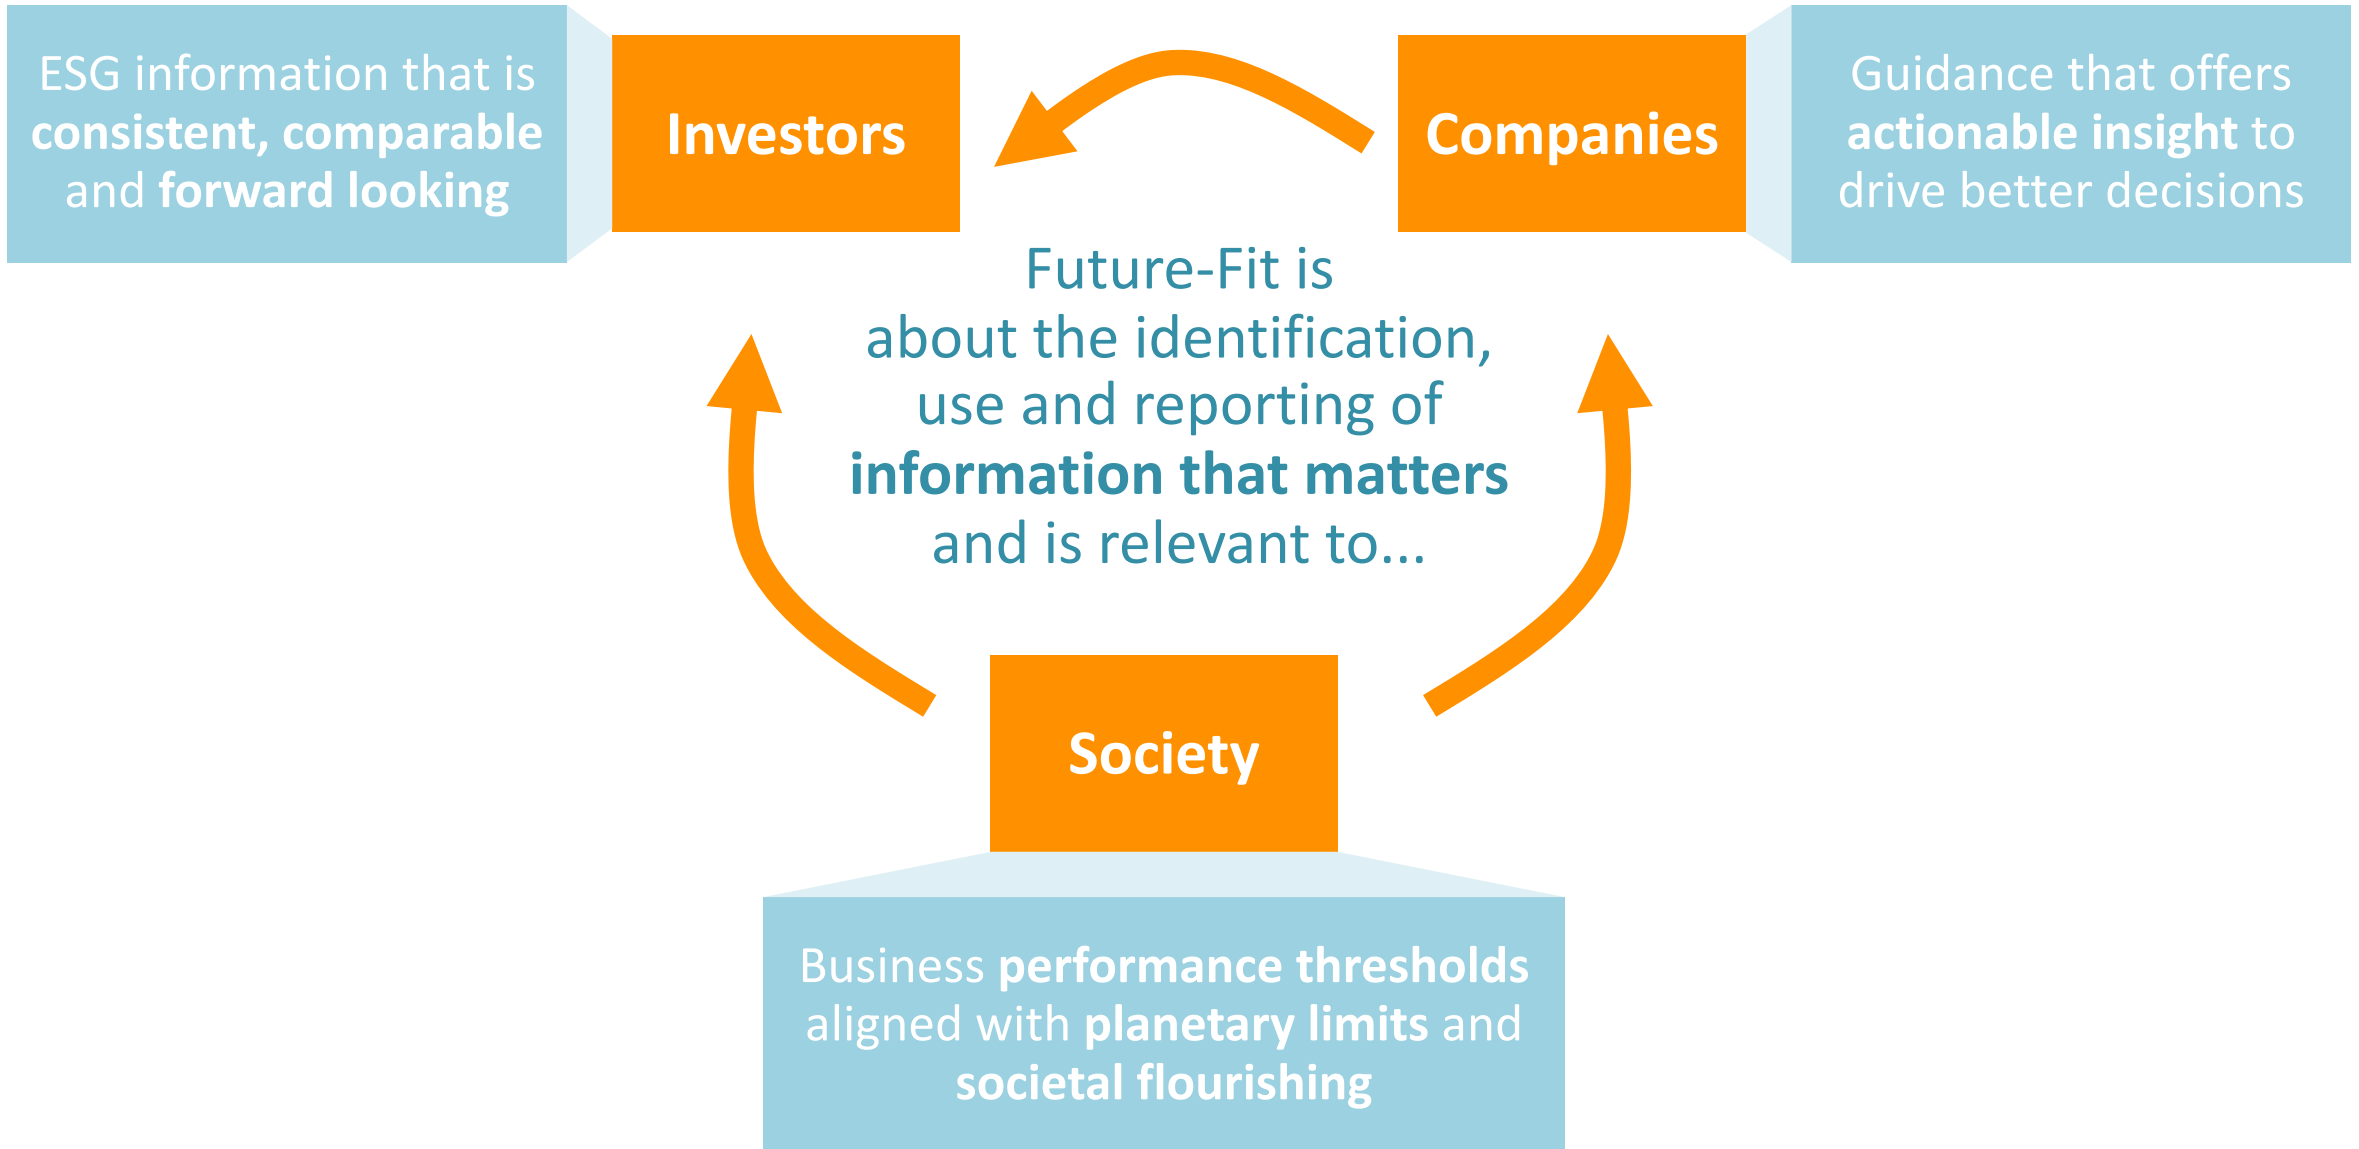 ESG information that is
consistent, comparable
and forward looking
Investors
Companies
Guidance that offers
actionable insight to
drive better decisions
Future-Fit is
about the identification,
use and reporting of
information that matters
and is relevant to...
Society
Business performance thresholds
aligned with planetary limits and
societal flourishing